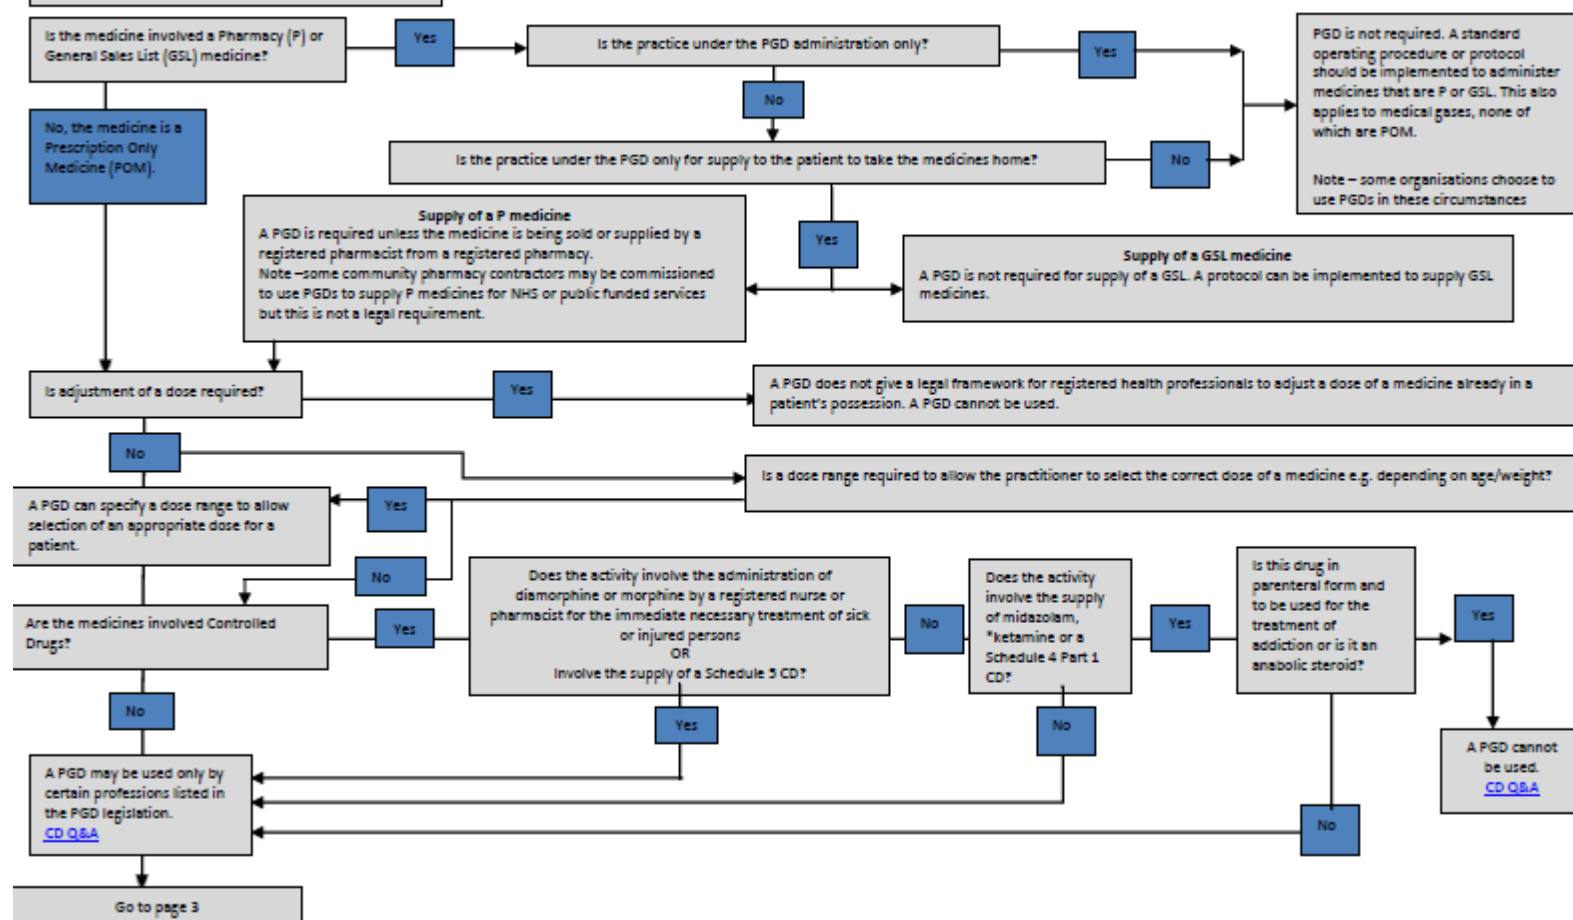 Is the medicine involved a Pharmacy (P) or
General Sales List (GSL) medicine?
Yes
Is the practice under the PGD administration only?
Yes
PGD is not required. A standard
operating procedure or protocol
should be implemented to administer
medicines that are P or GSL. This also
applies to medical gases, none of
which are POM.
Note – some organisations choose to
use PGDs in these circumstances
No
No, the medicine is a
Prescription Only
Medicine (POM).
Is the practice under the PGD only for supply to the patient to take the medicines home?
No
Supply of a P medicine
A PGD is required unless the medicine is being sold or supplied by a
registered pharmacist from a registered pharmacy.
Note –some community pharmacy contractors may be commissioned
to use PGDs to supply P medicines for NHS or public funded services
but this is not a legal requirement.
Yes
Supply of a GSL medicine
A PGD is not required for supply of a GSL. A protocol can be implemented to supply GSL
medicines.
Is adjustment of a dose required?
Yes
A PGD does not give a legal framework for registered health professionals to adjust a dose of a medicine already in a
patient's possession. A PGD cannot be used.
No
Is a dose range required to allow the practitioner to select the correct dose of a medicine e.g. depending on age/weight?
Yes
A PGD can specify a dose range to allow
selection of an appropriate dose for a
patient.
No
Are the medicines involved Controlled
Drugs?
Yes
Does the activity involve the administration of
diamorphine or morphine by a registered nurse or
pharmacist for the immediate necessary treatment of sick
or injured persons
OR
Involve the supply of a Schedule 5 CD?
No
Does the activity
involve the supply
of midazolam,
*ketamine or a
Schedule 4 Part 1
CD?
Yes
Is this drug in
parenteral form and
to be used for the
treatment of
addiction or is it an
anabolic steroid?
Yes
No
Yes
No
A PGD cannot
be used.
CD Q&A
A PGD may be used only by
certain professions listed in
the PGD legislation.
CD Q&A
No
Go to page 3